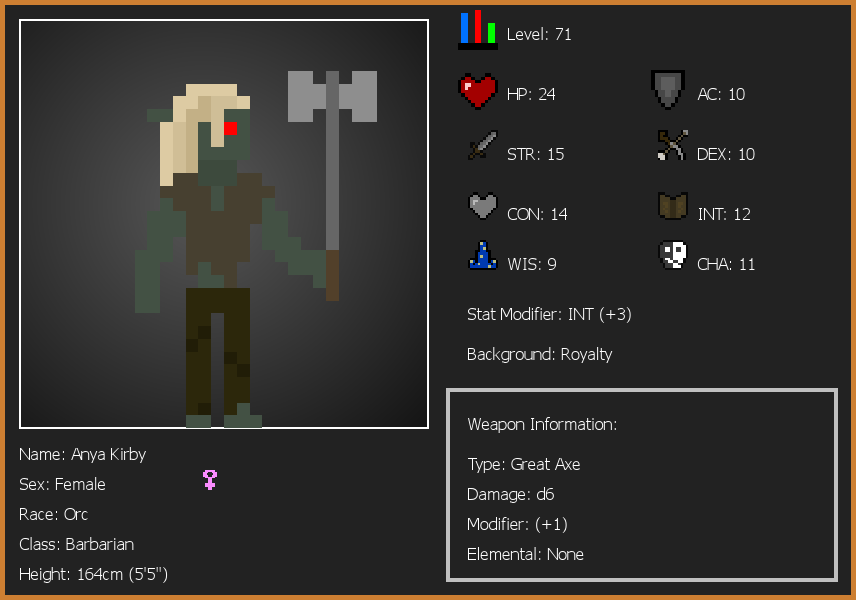 Level: 71
HP: 24
AC: 10
STR: 15
DEX: 10
CON: 14
INT: 12
WIS: 9
CHA: 11
Stat Modifier: INT (+3)
Background: Royalty
Weapon Information:
Type: Great Axe
Damage: d6
Modifier: (+1)
Elemental: None
Name: Anya Kirby
Sex: Female
Race: Orc
Class: Barbarian
Height: 164cm (5'5")